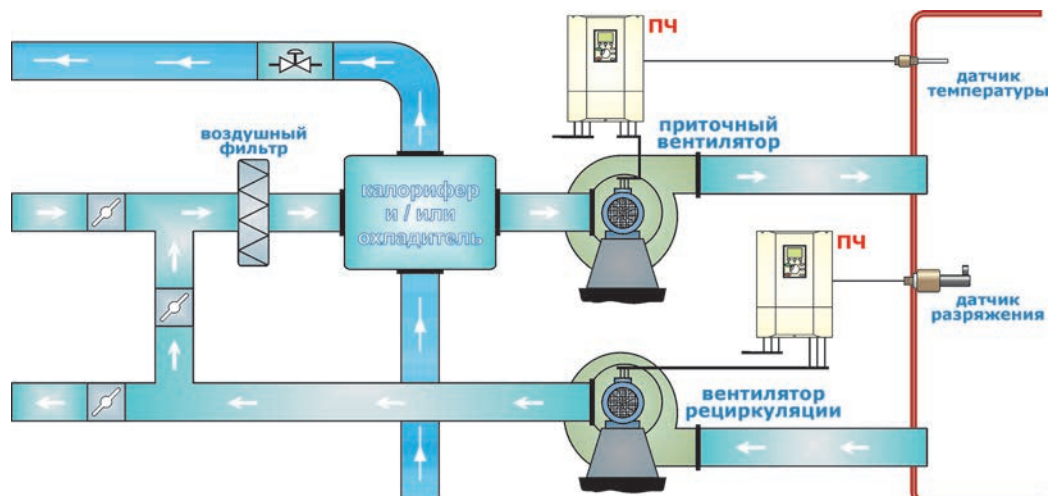 ПЧ
датчик
температуры
воздушный
фильтр
приточный
вентилятор
калорифер
и / или
охладитель
ПЧ
датчик
разряжения
вентилятор
рециркуляции